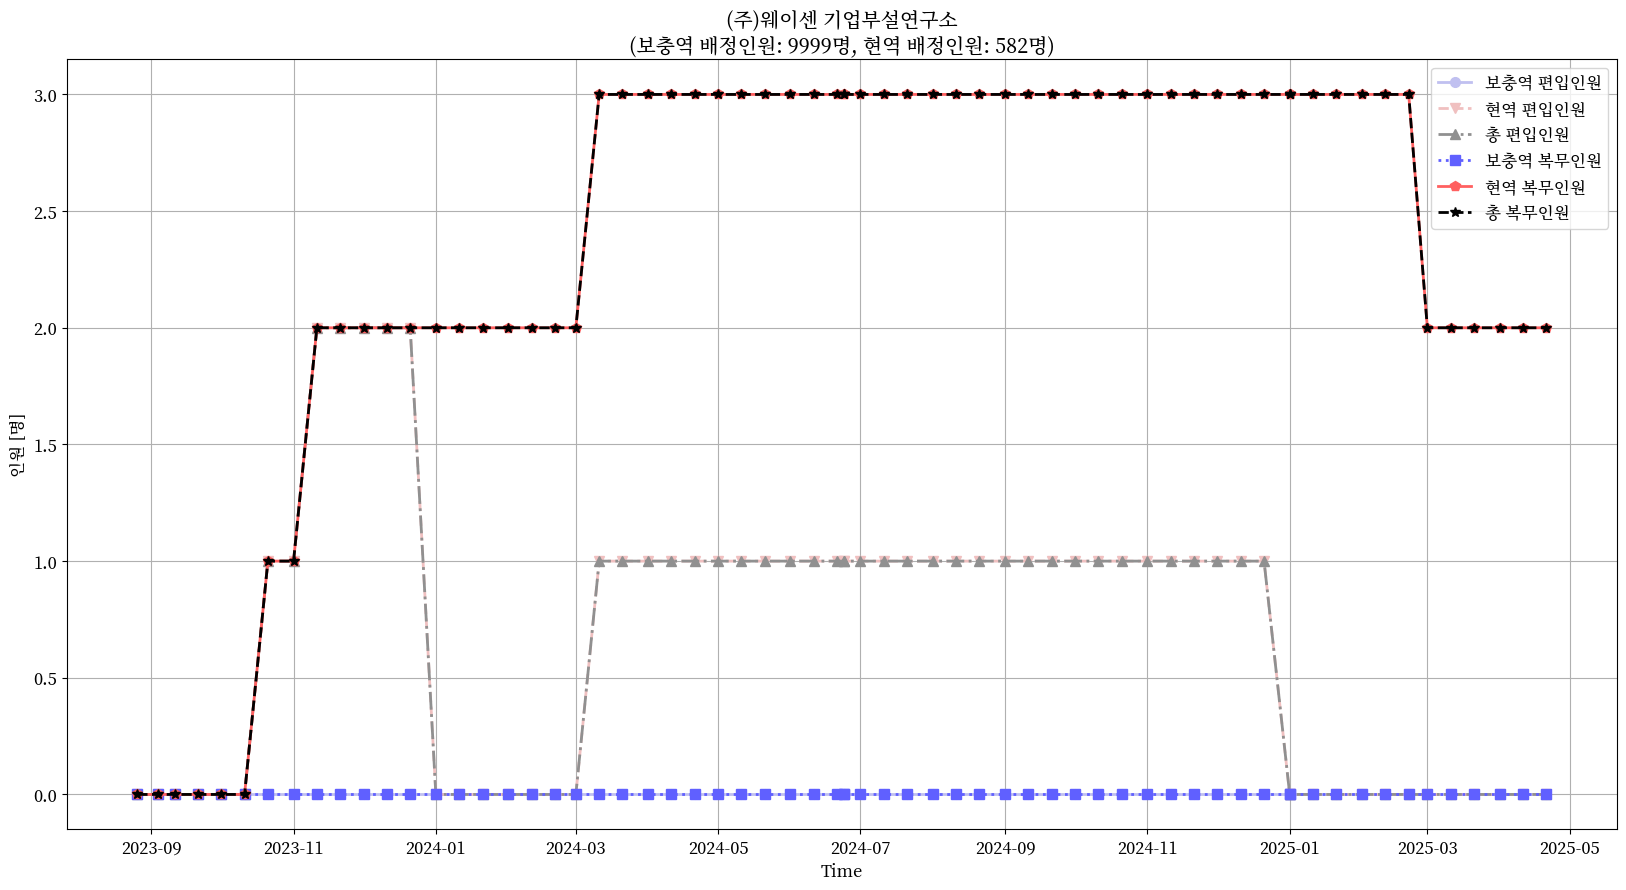 (주)웨이센 기업부설연구소
(보충역 배정인원: 9999명, 현역 배정인원: 582명)
보충역 편입인원
현역 편입인원
총 편입인원
보충역 복무인원
현역 복무인원
총 복무인원
인원 [명]
3.0
2.5
2.0
1.5
1.0
0.5
0.0
2023-09
2023-11
2024-01
2024-03
2024-05
2024-07
2024-09
2024-11
2025-01
2025-03
2025-05
Time